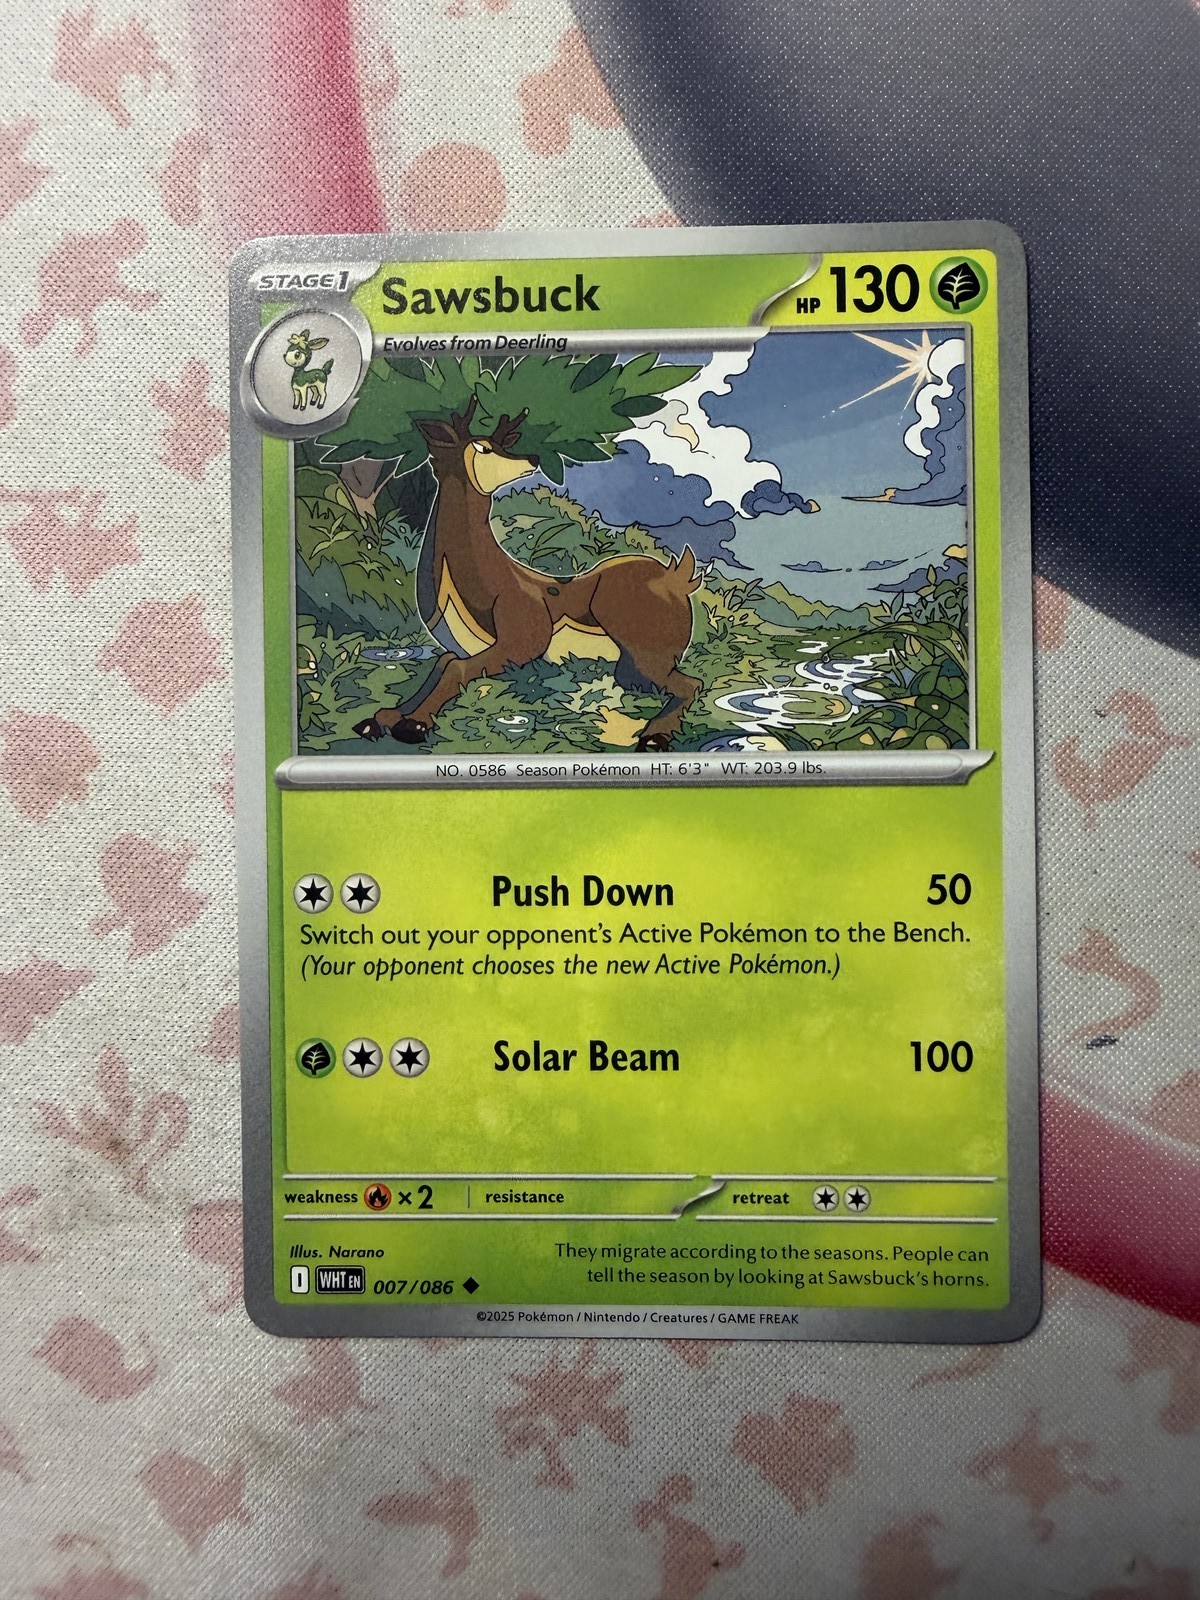 STAGE 1
Sawsbuck
HP 130
Evolves from Deerling
NO. 0586 Season Pokémon HT: 6'3" WT: 203.9 lbs.
Push Down 50
Switch out your opponent's Active Pokémon to the Bench.
(Your opponent chooses the new Active Pokémon.)
Solar Beam 100
weakness ×2 resistance retreat
Illus. Narano
They migrate according to the seasons. People can
tell the season by looking at Sawsbuck's horns.
I WHT EN 007/086
©2025 Pokémon / Nintendo / Creatures / GAME FREAK